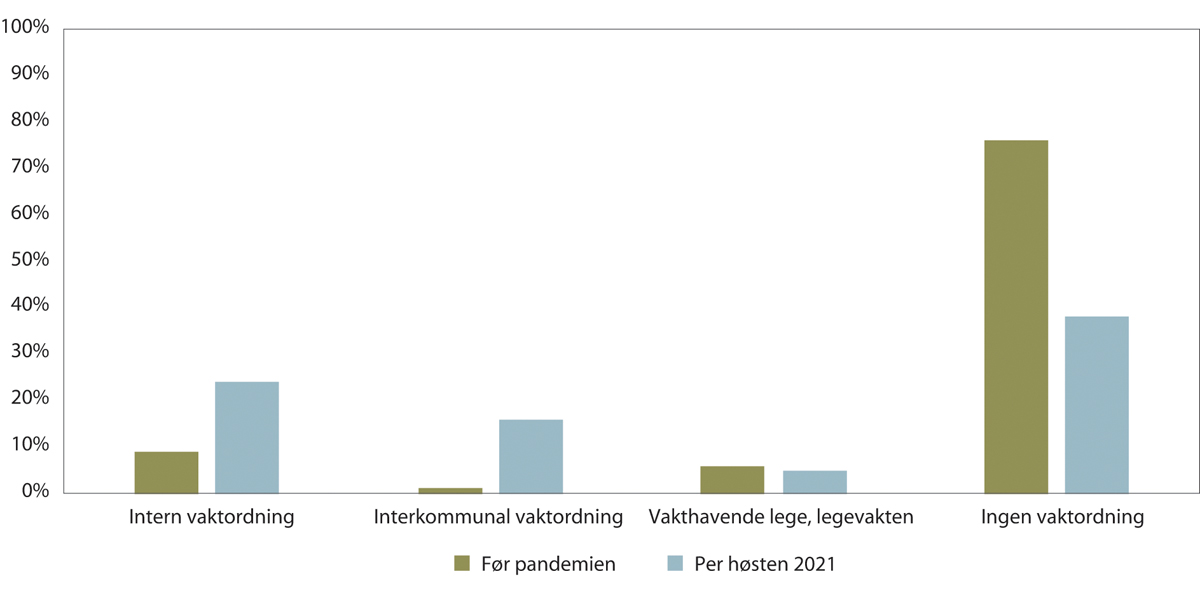 100%
90%
80%
70%
60%
50%
40%
30%
20%
10%
0%
Intern vaktordning
Interkommunal vaktordning
Vakthavende lege, legevakten
Ingen vaktordning
Før pandemien
Per høsten 2021